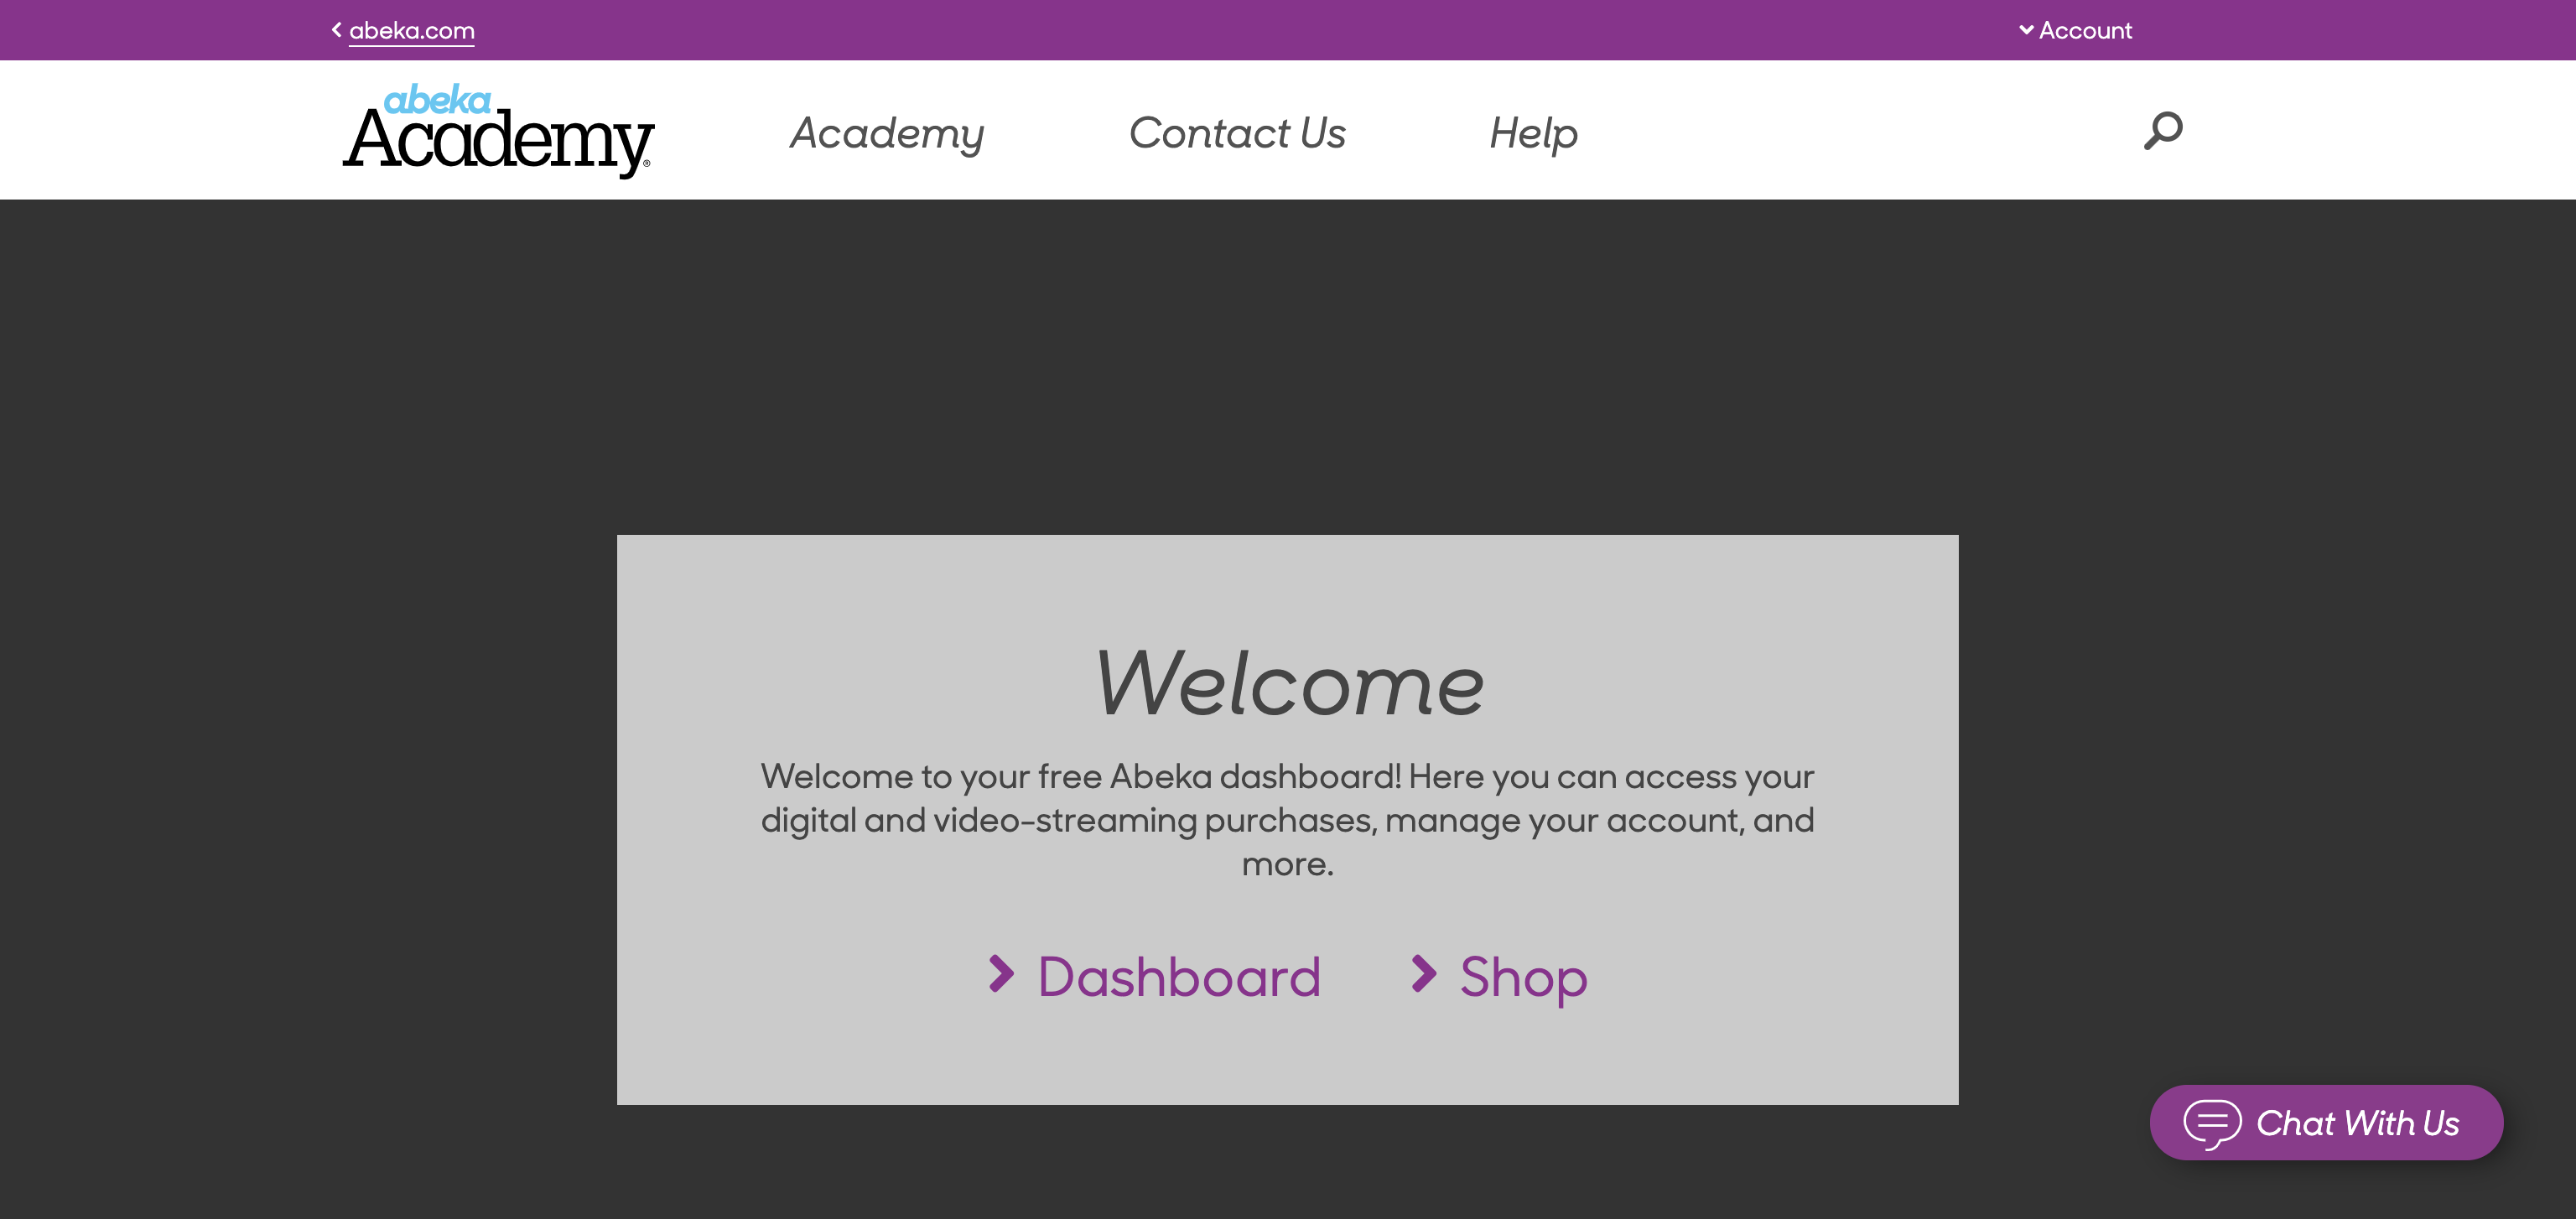 abeka.com
Account
abeka
Academy®
Academy
Contact Us
Help
Welcome
Welcome to your free Abeka dashboard! Here you can access your
digital and video-streaming purchases, manage your account, and
more.
Dashboard
Shop
Chat With Us